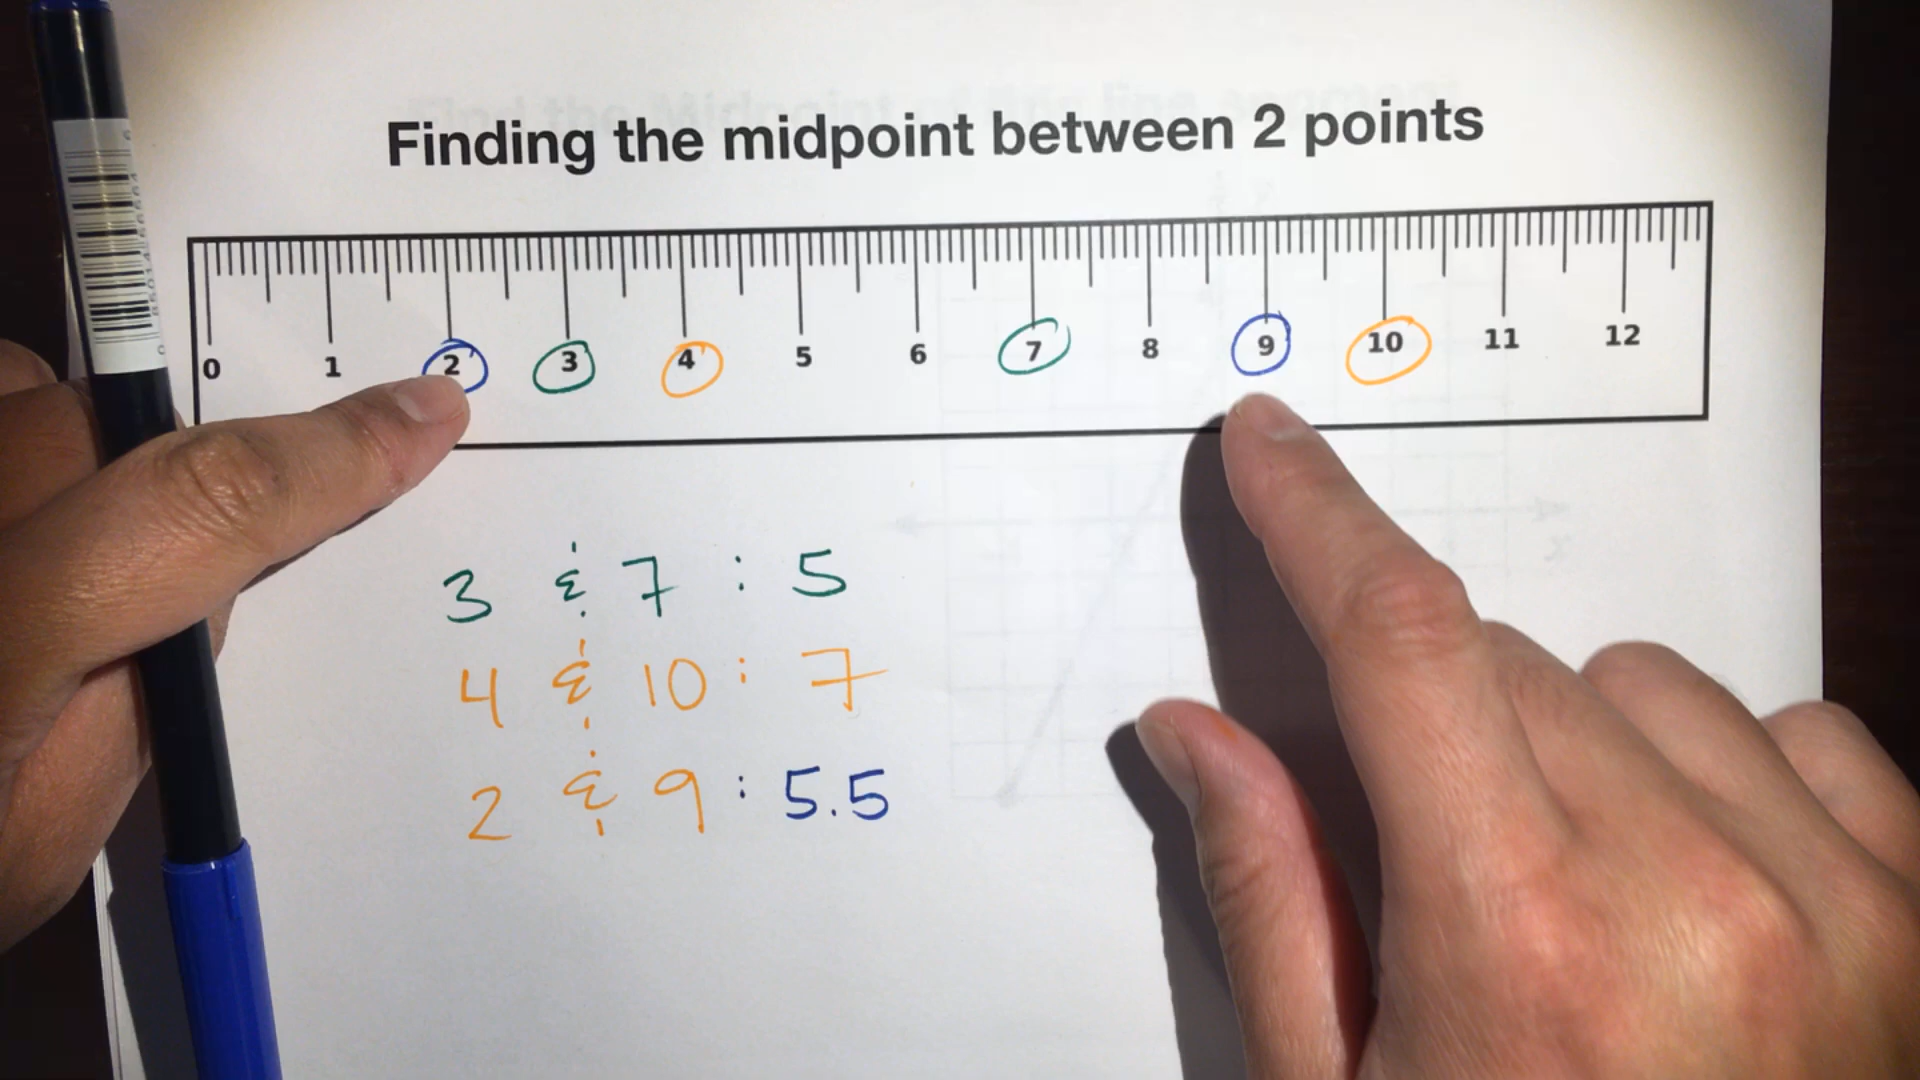 Finding the midpoint between 2 points
0 1 2 3 4 5 6 7 8 9 10 11 12
3 & 7 : 5
4 & 10 : 7
2 & 9 : 5.5